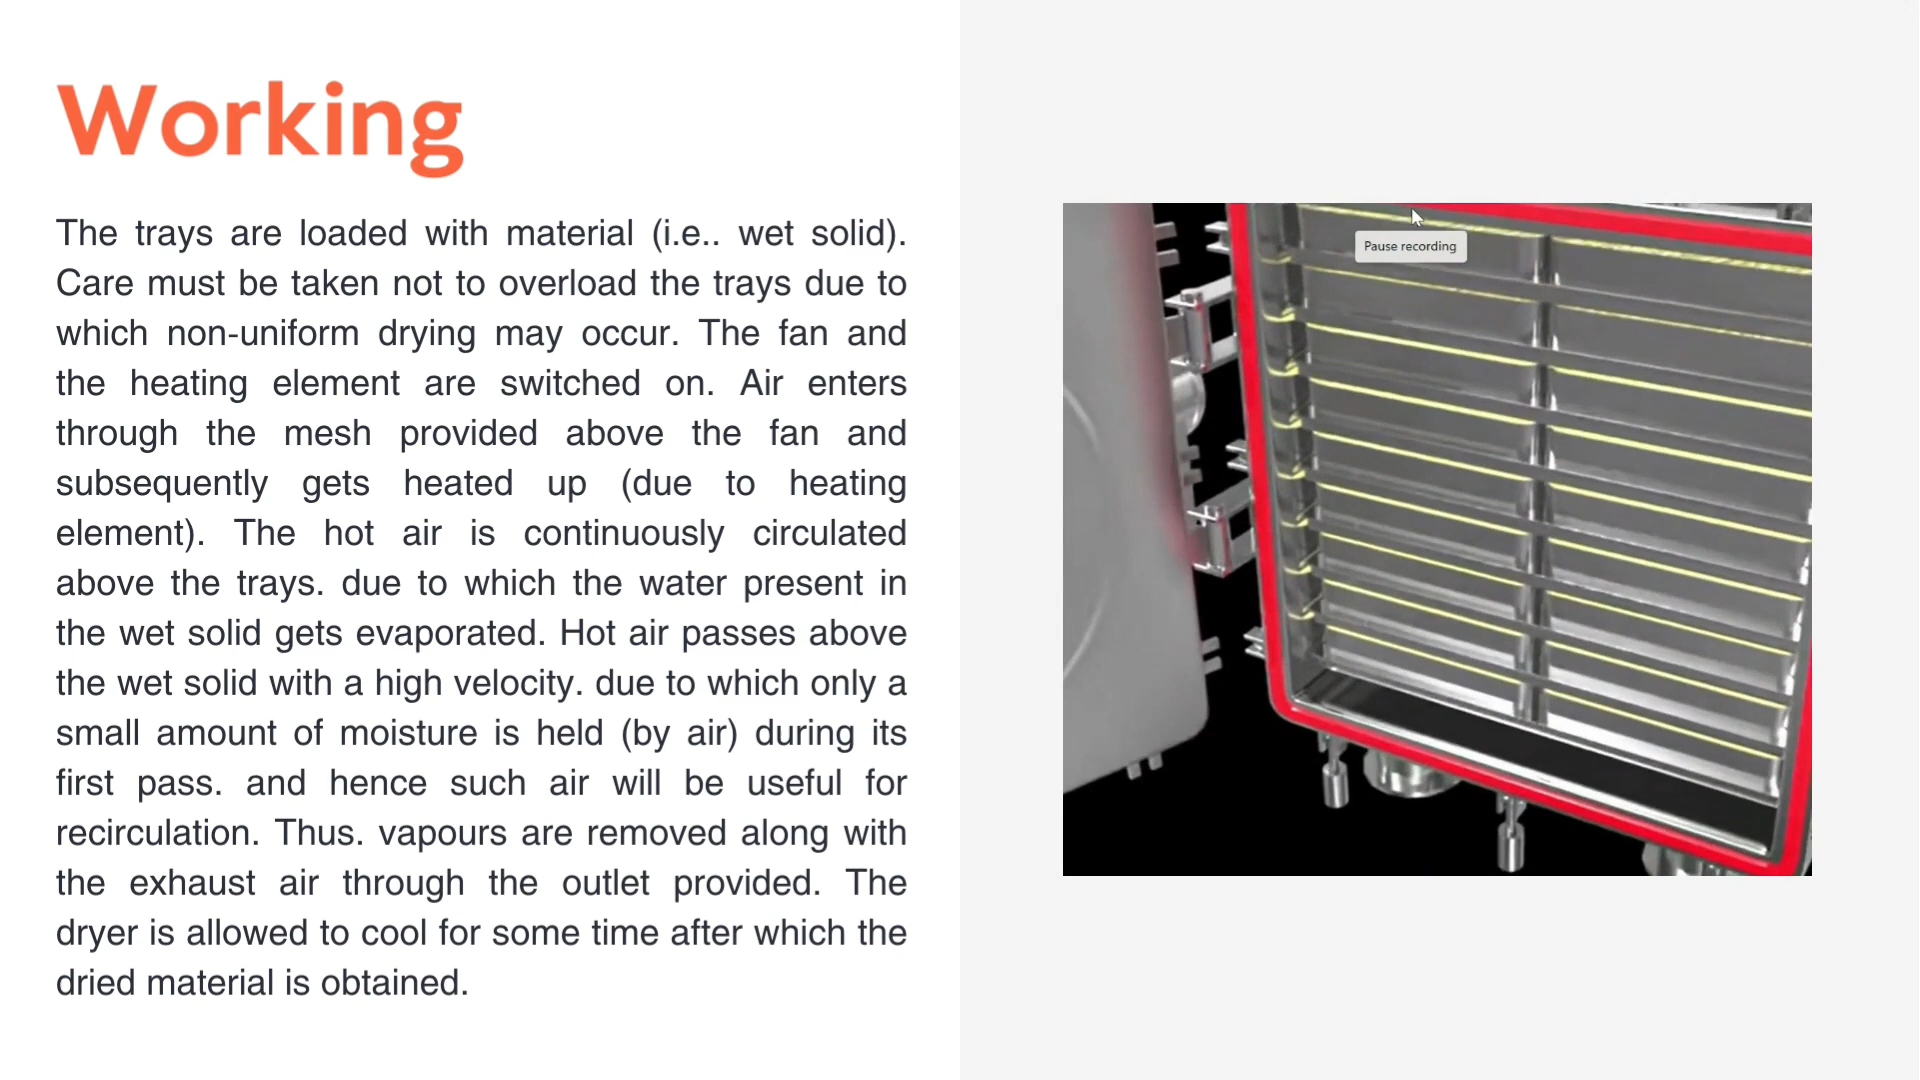 Working
The trays are loaded with material (i.e.. wet solid).
Care must be taken not to overload the trays due to
which non-uniform drying may occur. The fan and
the heating element are switched on. Air enters
through the mesh provided above the fan and
subsequently gets heated up (due to heating
element). The hot air is continuously circulated
above the trays. due to which the water present in
the wet solid gets evaporated. Hot air passes above
the wet solid with a high velocity. due to which only a
small amount of moisture is held (by air) during its
first pass. and hence such air will be useful for
recirculation. Thus. vapours are removed along with
the exhaust air through the outlet provided. The
dryer is allowed to cool for some time after which the
dried material is obtained.
Pause recording